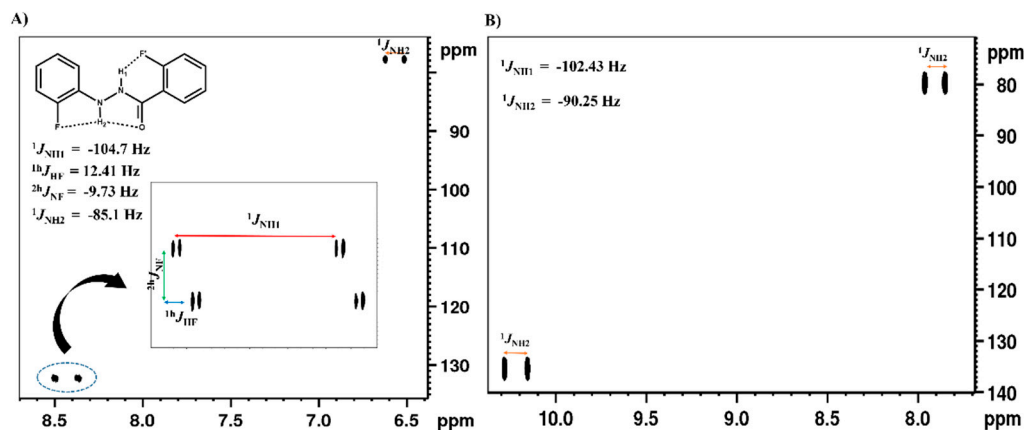 A)
¹J_NH2
ppm
F'
H₁
N
N
F
H₂
O
¹J_NH1 = -104.7 Hz
¹ʰJ_HF = 12.41 Hz
²ʰJ_NF = -9.73 Hz
¹J_NH2 = -85.1 Hz
¹J_NH1
²ʰJ_NF
¹ʰJ_HF
90
100
110
120
130
8.5 8.0 7.5 7.0 6.5 ppm
B)
ppm
¹J_NH1 = -102.43 Hz
¹J_NH2 = -90.25 Hz
¹J_NH2
¹J_NH2
80
90
100
110
120
130
140
10.0 9.5 9.0 8.5 8.0 ppm